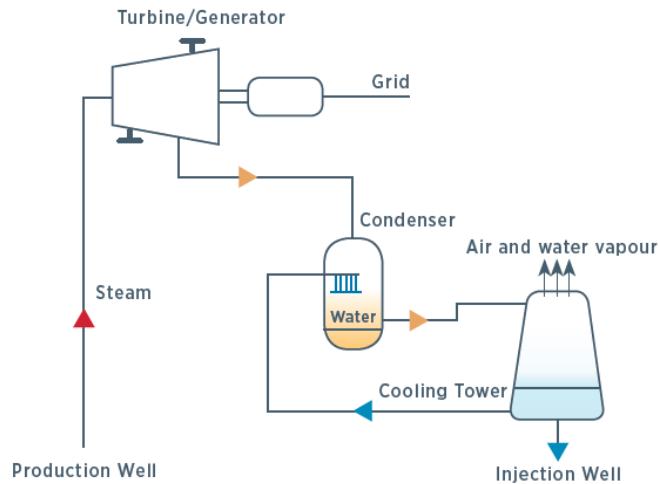 Turbine/Generator
Grid
Condenser
Air and water vapour
Steam
Water
Cooling Tower
Production Well
Injection Well